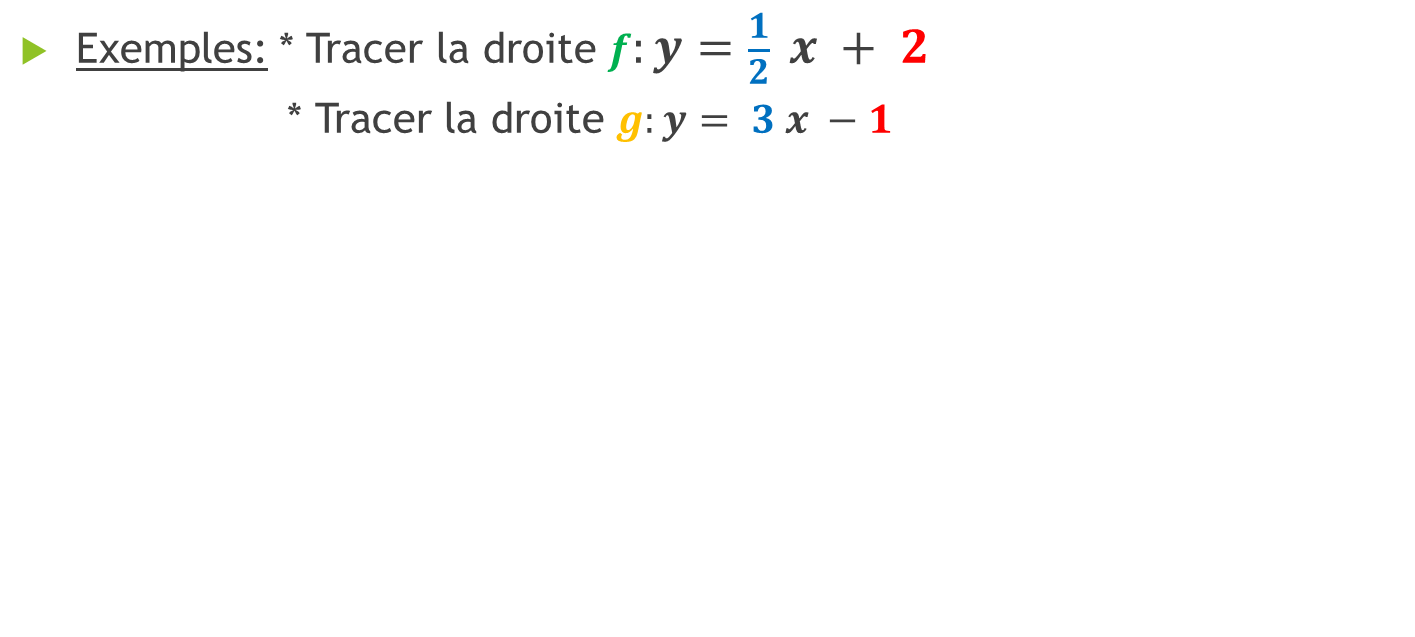 Exemples: * Tracer la droite f: y = 1/2 x + 2
* Tracer la droite g: y = 3 x − 1